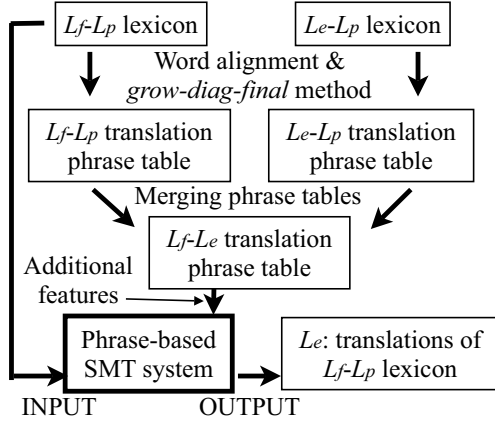 Lf-Lp lexicon
Le-Lp lexicon
Word alignment &
grow-diag-final method
Lf-Lp translation
phrase table
Le-Lp translation
phrase table
Merging phrase tables
Lf-Le translation
phrase table
Additional
features
Phrase-based
SMT system
Le: translations of
Lf-Lp lexicon
INPUT
OUTPUT